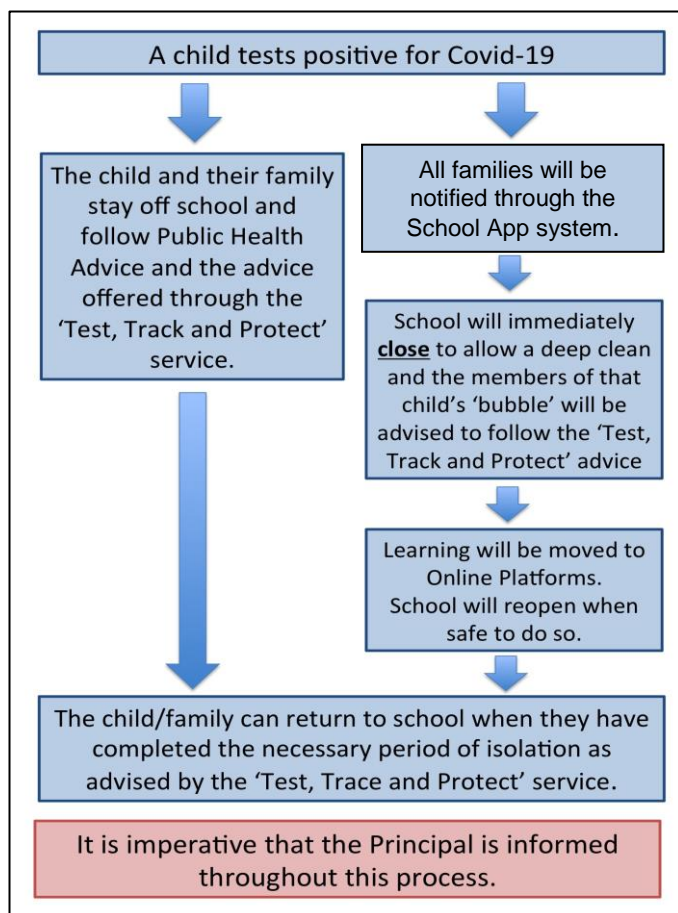 A child tests positive for Covid-19
The child and their family
stay off school and
follow Public Health
Advice and the advice
offered through the
‘Test, Track and Protect’
service.
All families will be
notified through the
School App system.
School will immediately
close to allow a deep clean
and the members of that
child’s ‘bubble’ will be
advised to follow the ‘Test,
Track and Protect’ advice
Learning will be moved to
Online Platforms.
School will reopen when
safe to do so.
The child/family can return to school when they have
completed the necessary period of isolation as
advised by the ‘Test, Trace and Protect’ service.
It is imperative that the Principal is informed
throughout this process.